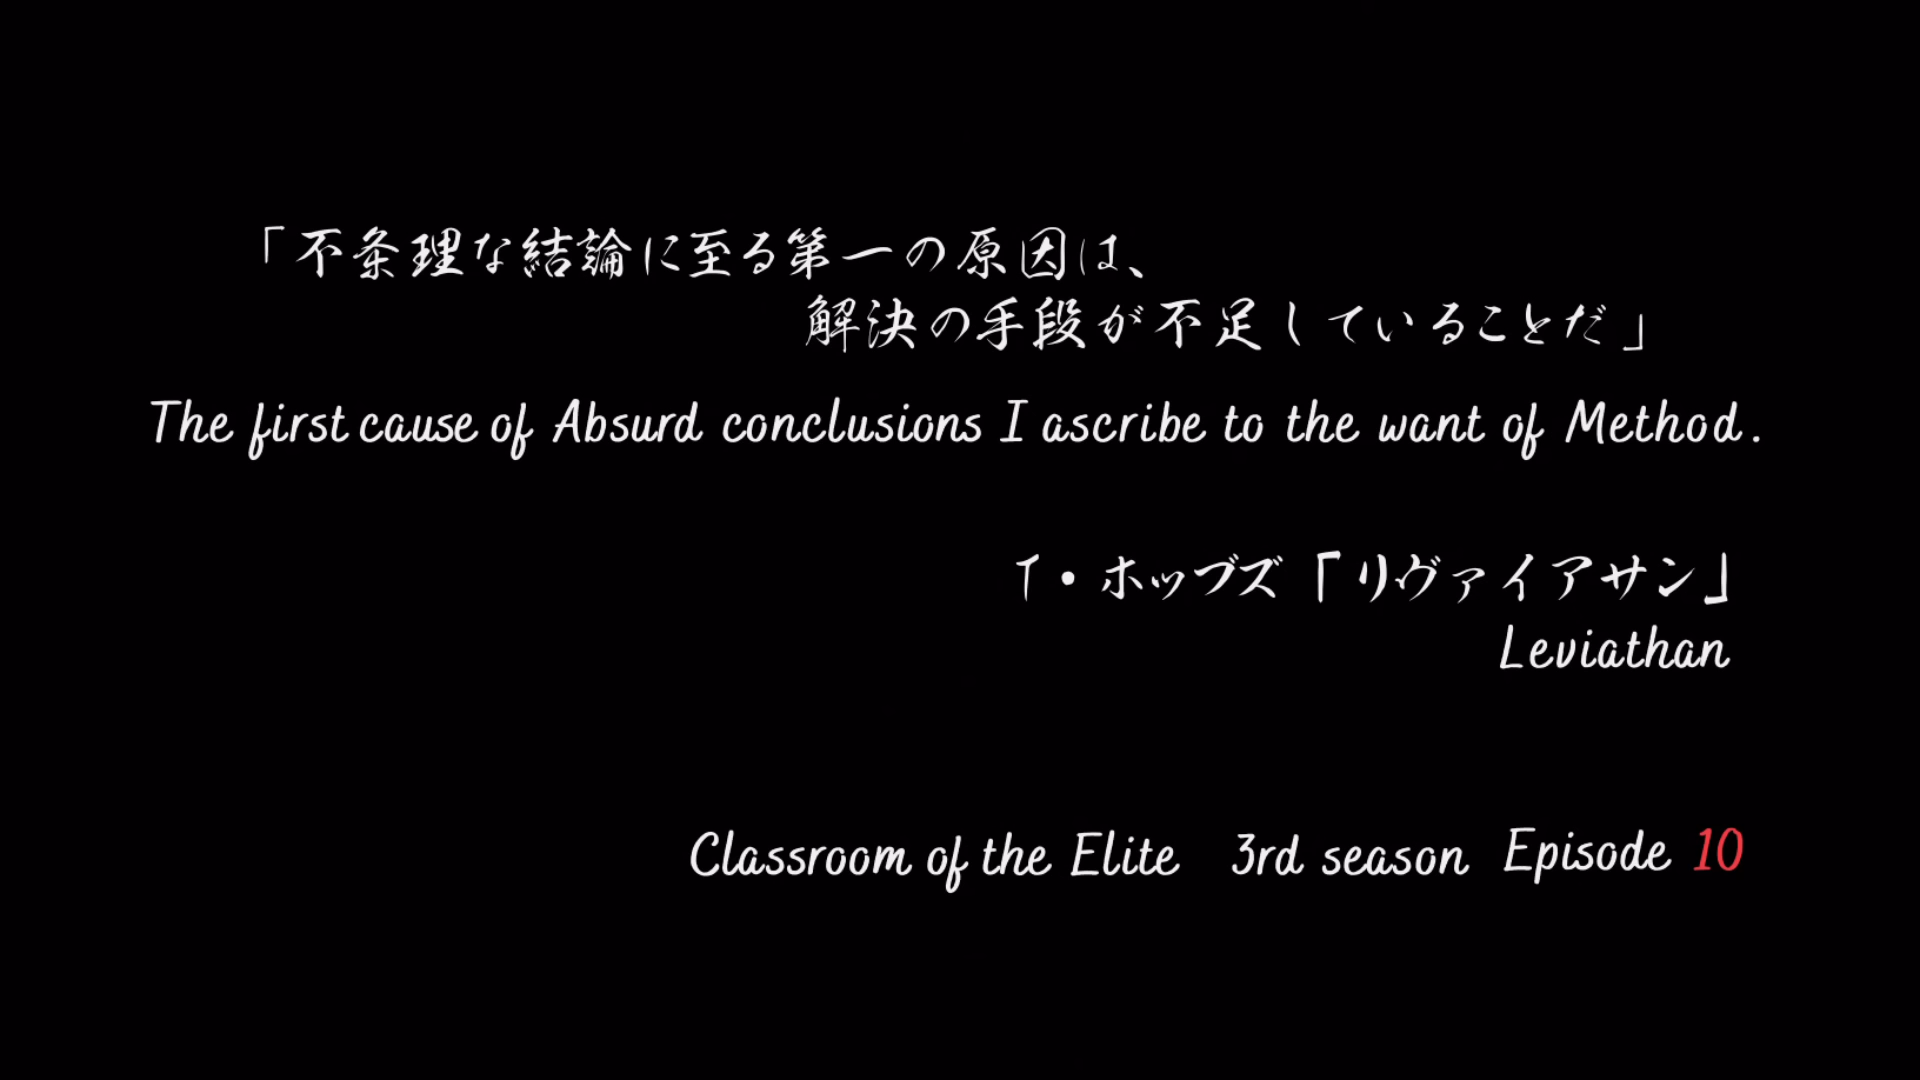 「不条理な結論に至る第一の原因は、
解決の手段が不足していることだ」
The first cause of Absurd conclusions I ascribe to the want of Method.
T・ホッブズ「リヴァイアサン」
Leviathan
Classroom of the Elite 3rd season Episode 10